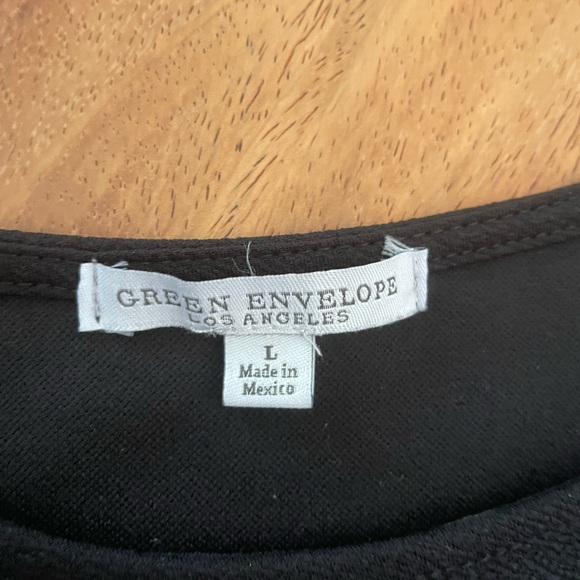 GREEN ENVELOPE
LOS ANGELES
L
Made in
Mexico